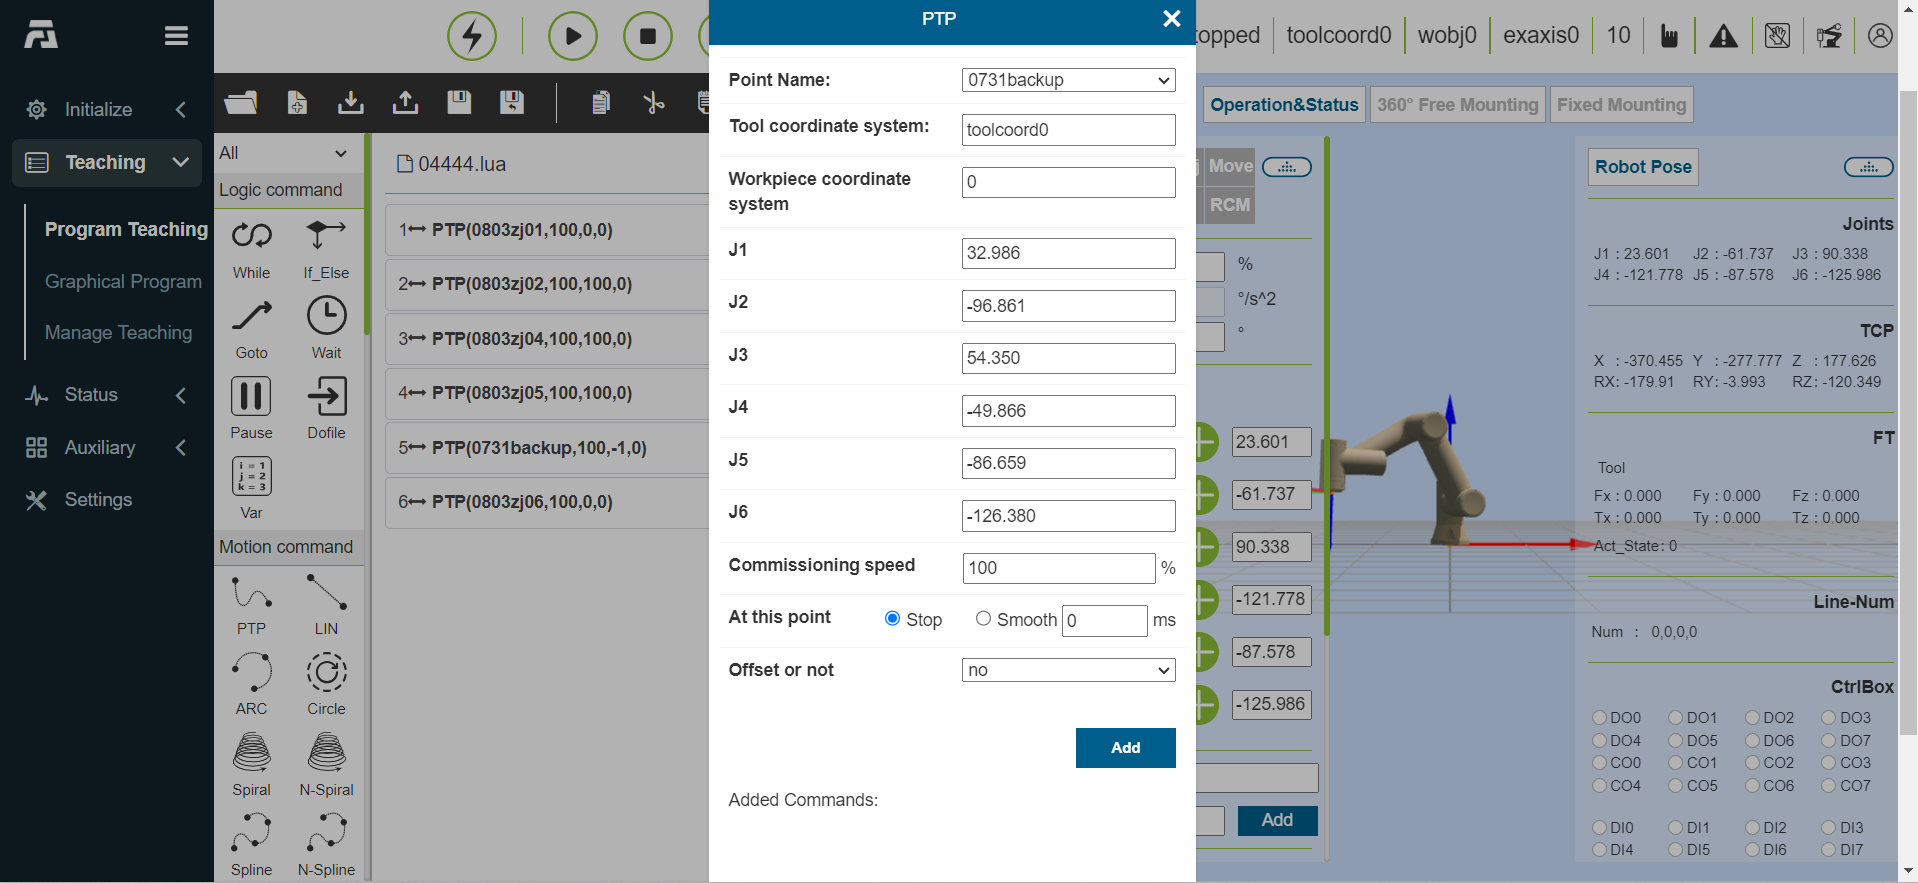 PTP
opped
toolcoord0
wobj0
exaxis0
10
Initialize
Teaching
Program Teaching
Graphical Program
Manage Teaching
Status
Auxiliary
Settings
All
Logic command
While
If_Else
Goto
Wait
Pause
Dofile
i = 1
j = 2
k = 3
Var
Motion command
PTP
LIN
ARC
Circle
Spiral
N-Spiral
Spline
N-Spline
04444.lua
1 PTP(0803zj01,100,0,0)
2 PTP(0803zj02,100,100,0)
3 PTP(0803zj04,100,100,0)
4 PTP(0803zj05,100,100,0)
5 PTP(0731backup,100,-1,0)
6 PTP(0803zj06,100,0,0)
Point Name: 0731backup
Tool coordinate system: toolcoord0
Workpiece coordinate
system
0
J1 32.986
J2 -96.861
J3 54.350
J4 -49.866
J5 -86.659
J6 -126.380
Commissioning speed 100 %
At this point Stop Smooth 0 ms
Offset or not no
Add
Added Commands:
Operation&Status
360° Free Mounting
Fixed Mounting
j Move
RCM
%
°/s^2
°
23.601
-61.737
90.338
-121.778
-87.578
-125.986
Add
Robot Pose
Joints
J1 : 23.601 J2 : -61.737 J3 : 90.338
J4 : -121.778 J5 : -87.578 J6 : -125.986
TCP
X : -370.455 Y : -277.777 Z : 177.626
RX: -179.91 RY: -3.993 RZ: -120.349
FT
Tool
Fx : 0.000 Fy : 0.000 Fz : 0.000
Tx : 0.000 Ty : 0.000 Tz : 0.000
Act_State: 0
Line-Num
Num : 0,0,0,0
CtrlBox
DO0 DO1 DO2 DO3
DO4 DO5 DO6 DO7
CO0 CO1 CO2 CO3
CO4 CO5 CO6 CO7
DI0 DI1 DI2 DI3
DI4 DI5 DI6 DI7